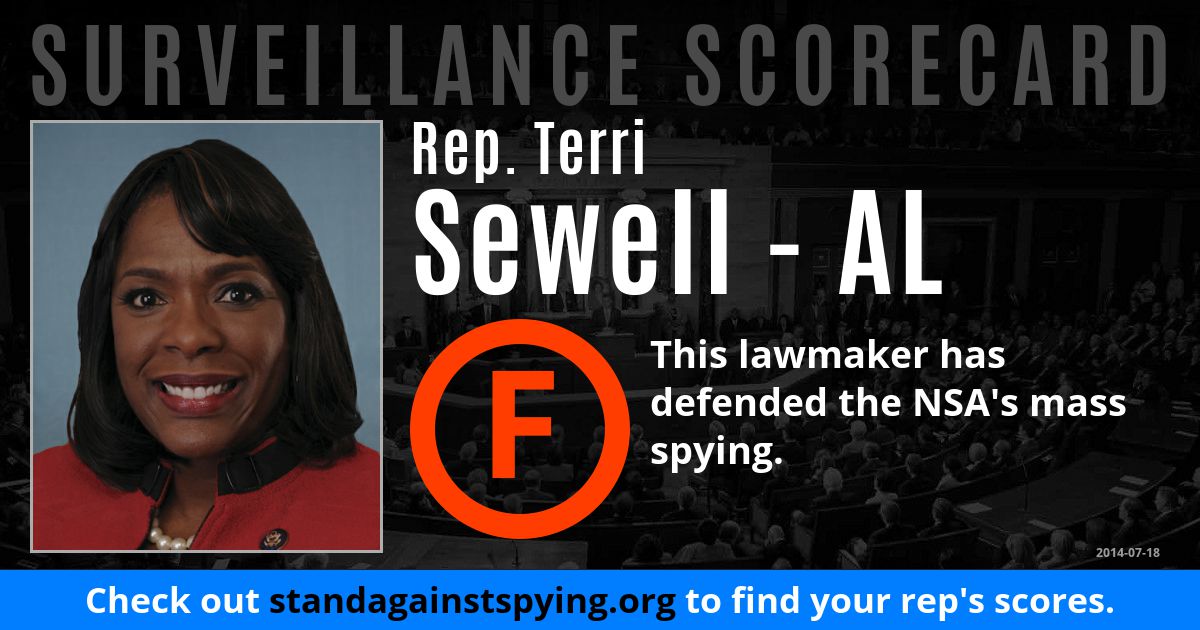 SURVEILLANCE SCORECARD
Rep. Terri
Sewell - AL
F
This lawmaker has
defended the NSA's mass
spying.
2014-07-18
Check out standagainstspying.org to find your rep's scores.